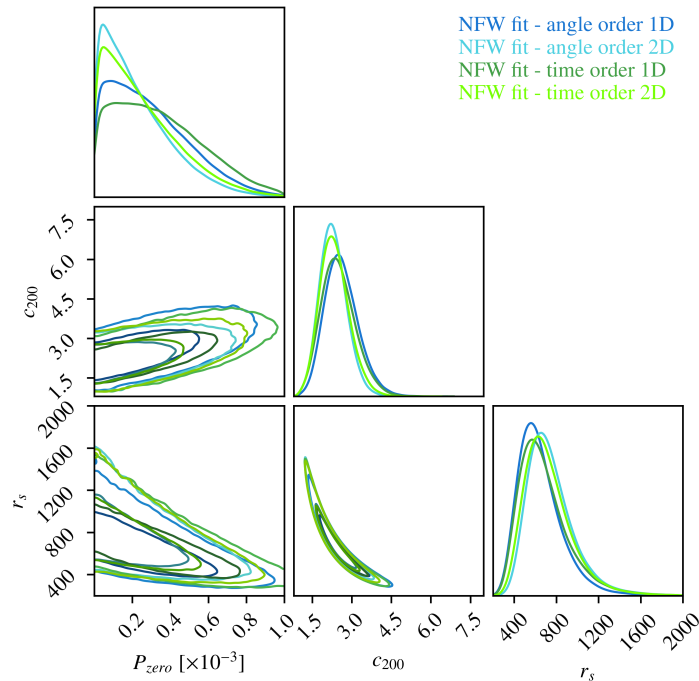 NFW fit - angle order 1D
NFW fit - angle order 2D
NFW fit - time order 1D
NFW fit - time order 2D
c200
7.5
6.0
4.5
3.0
1.5
rs
2000
1600
1200
800
400
0.2 0.4 0.6 0.8 1.0
Pzero [×10−3]
1.5 3.0 4.5 6.0 7.5
c200
400 800 1200 1600 2000
rs